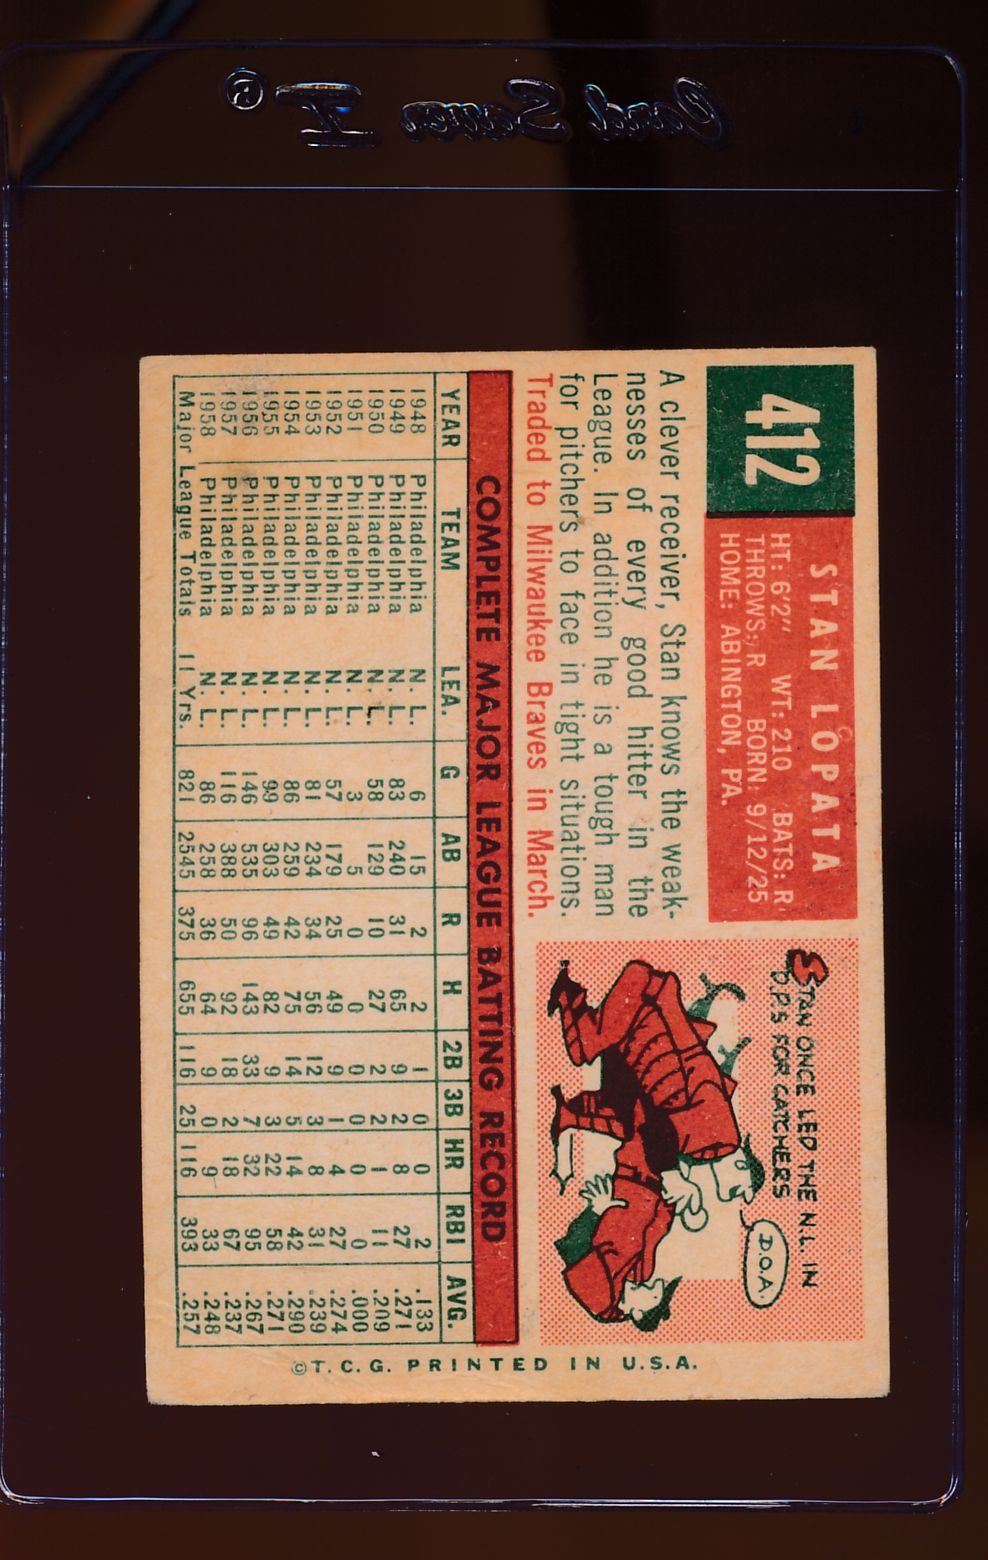 Card Saver I®
412
STAN LOPATA
HT: 6'2" WT: 210 BATS: R
THROWS: R BORN: 9/12/25
HOME: ABINGTON, PA.
A clever receiver, Stan knows the weak-
nesses of every good hitter in the
League. In addition he is a tough man
for pitchers to face in tight situations.
Traded to Milwaukee Braves in March.
STAN ONCE LED THE N.L. IN
D.P.'S FOR CATCHERS
D.O.A.
COMPLETE MAJOR LEAGUE BATTING RECORD
YEAR TEAM LEA. G AB R H 2B 3B HR RBI AVG.
1948 Philadelphia N. L. 6 15 2 2 1 0 0 2 .133
1949 Philadelphia N. L. 83 240 31 65 9 2 8 27 .271
1950 Philadelphia N. L. 58 129 10 27 2 2 1 11 .209
1951 Philadelphia N. L. 3 5 0 0 0 0 0 0 .000
1952 Philadelphia N. L. 57 179 25 49 9 1 4 27 .274
1953 Philadelphia N. L. 81 234 34 56 12 3 8 31 .239
1954 Philadelphia N. L. 86 259 42 75 14 5 14 42 .290
1955 Philadelphia N. L. 99 303 49 82 9 3 22 58 .271
1956 Philadelphia N. L. 146 535 96 143 33 7 32 95 .267
1957 Philadelphia N. L. 116 388 50 92 18 2 18 67 .237
1958 Philadelphia N. L. 86 258 36 64 9 0 9 33 .248
Major League Totals 11 Yrs. 821 2545 375 655 116 25 116 393 .257
©T.C.G. PRINTED IN U.S.A.